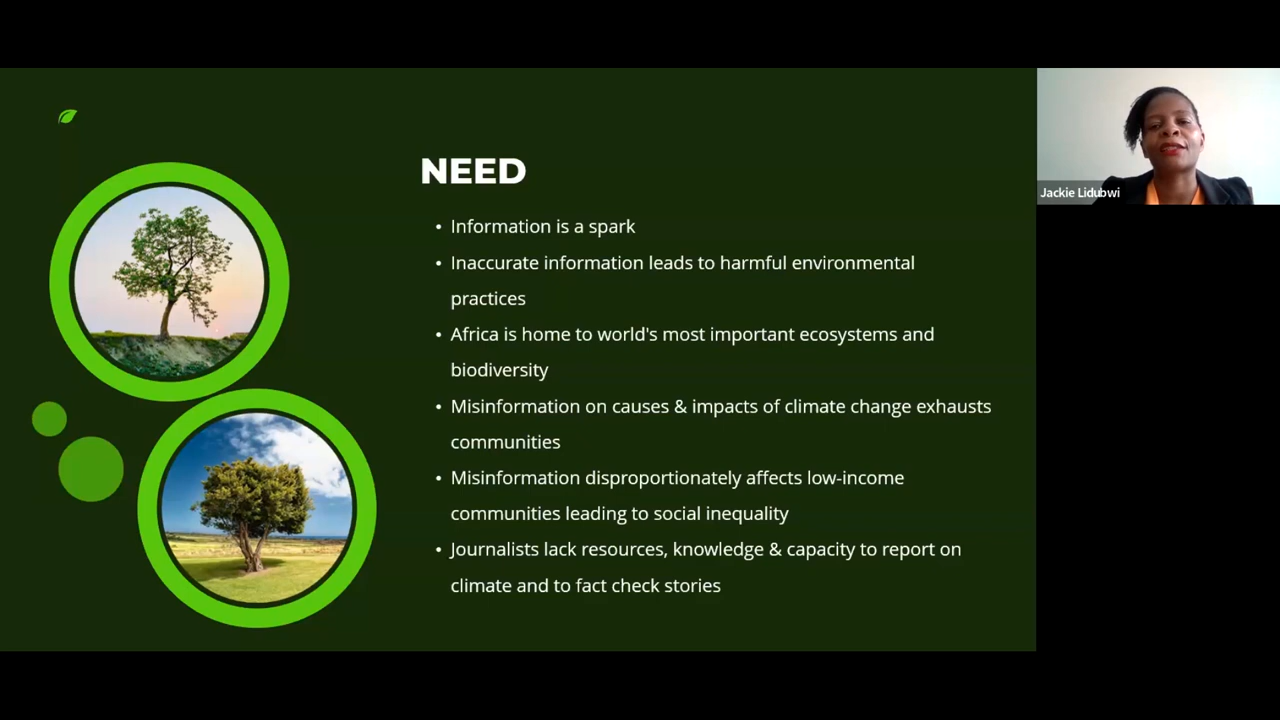 NEED
• Information is a spark
• Inaccurate information leads to harmful environmental
practices
• Africa is home to world's most important ecosystems and
biodiversity
• Misinformation on causes & impacts of climate change exhausts
communities
• Misinformation disproportionately affects low-income
communities leading to social inequality
• Journalists lack resources, knowledge & capacity to report on
climate and to fact check stories
Jackie Lidubwi